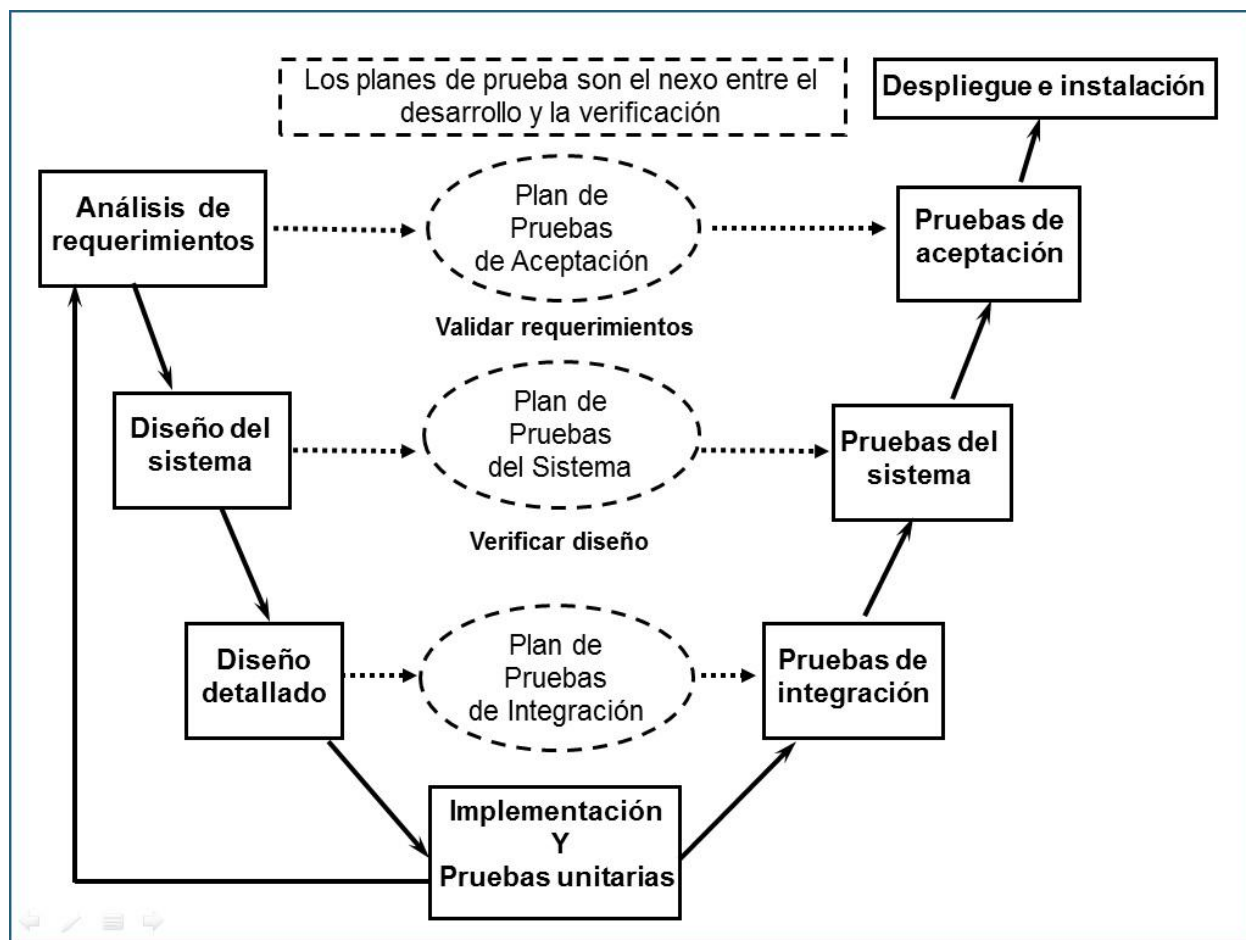 Los planes de prueba son el nexo entre el
desarrollo y la verificación
Despliegue e instalación
Análisis de
requerimientos
Plan de
Pruebas
de Aceptación
Pruebas de
aceptación
Validar requerimientos
Diseño del
sistema
Plan de
Pruebas
del Sistema
Pruebas del
sistema
Verificar diseño
Diseño
detallado
Plan de
Pruebas
de Integración
Pruebas de
integración
Implementación
Y
Pruebas unitarias